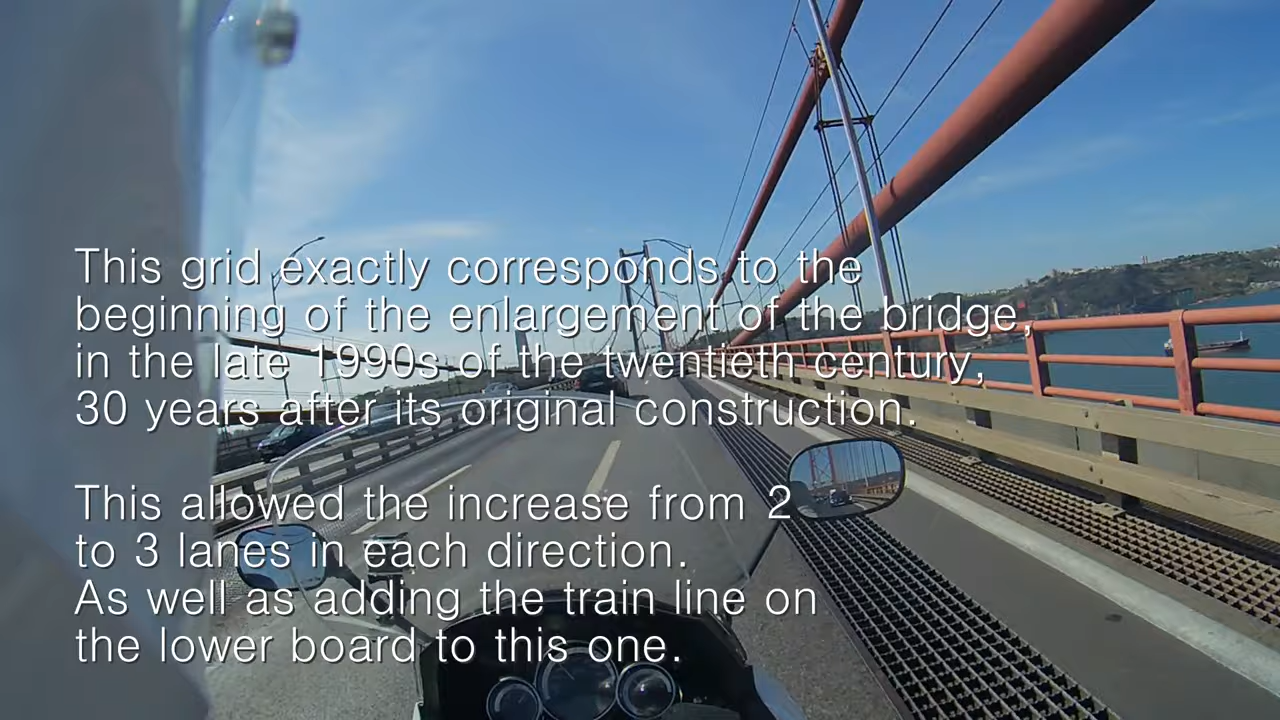 This grid exactly corresponds to the
beginning of the enlargement of the bridge,
in the late 1990s of the twentieth century,
30 years after its original construction.
This allowed the increase from 2
to 3 lanes in each direction.
As well as adding the train line on
the lower board to this one.